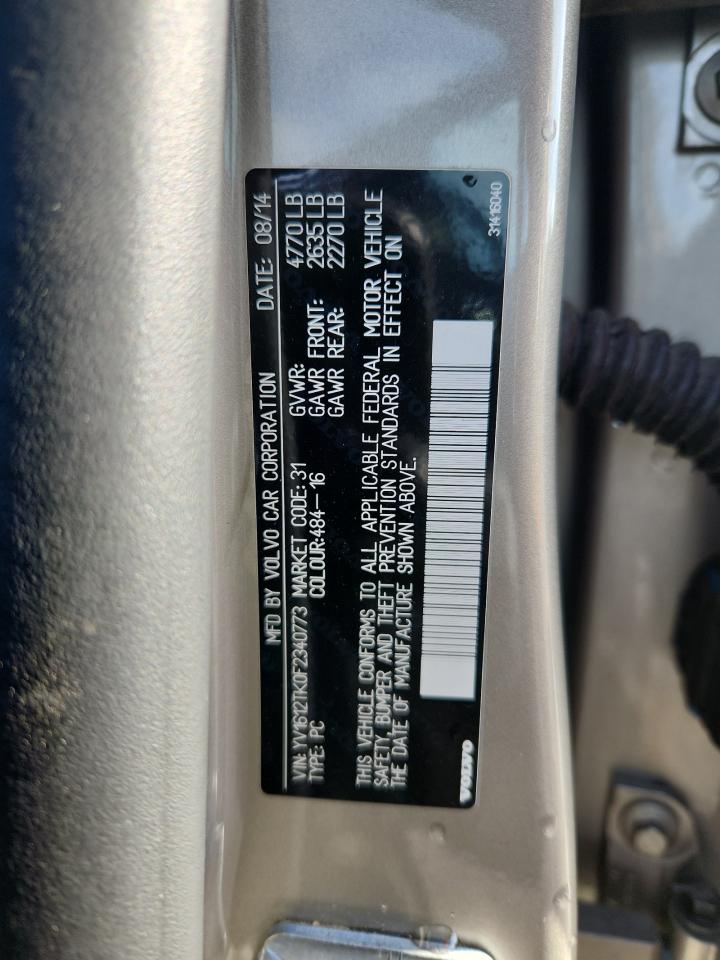 MFD BY VOLVO CAR CORPORATION DATE: 08/14
VIN: YV1612TK0F2340773 MARKET CODE: 31 GVWR: 4770 LB
TYPE: PC COLOUR:484-16 GAWR FRONT: 2635 LB
GAWR REAR: 2270 LB
THIS VEHICLE CONFORMS TO ALL APPLICABLE FEDERAL MOTOR VEHICLE
SAFETY, BUMPER AND THEFT PREVENTION STANDARDS IN EFFECT ON
THE DATE OF MANUFACTURE SHOWN ABOVE.
VOLVO 31416040